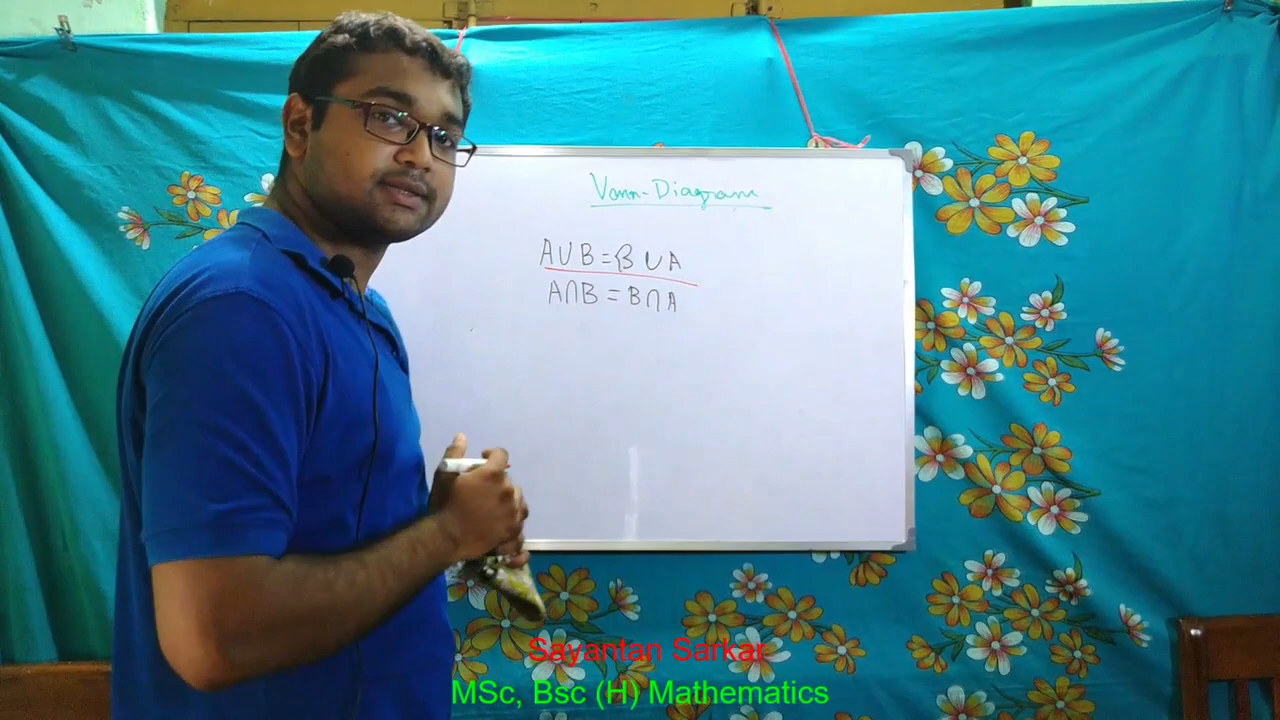 Venn-Diagram
A∪B=B∪A
A∩B=B∩A
Sayantan Sarkar
MSc, Bsc (H) Mathematics